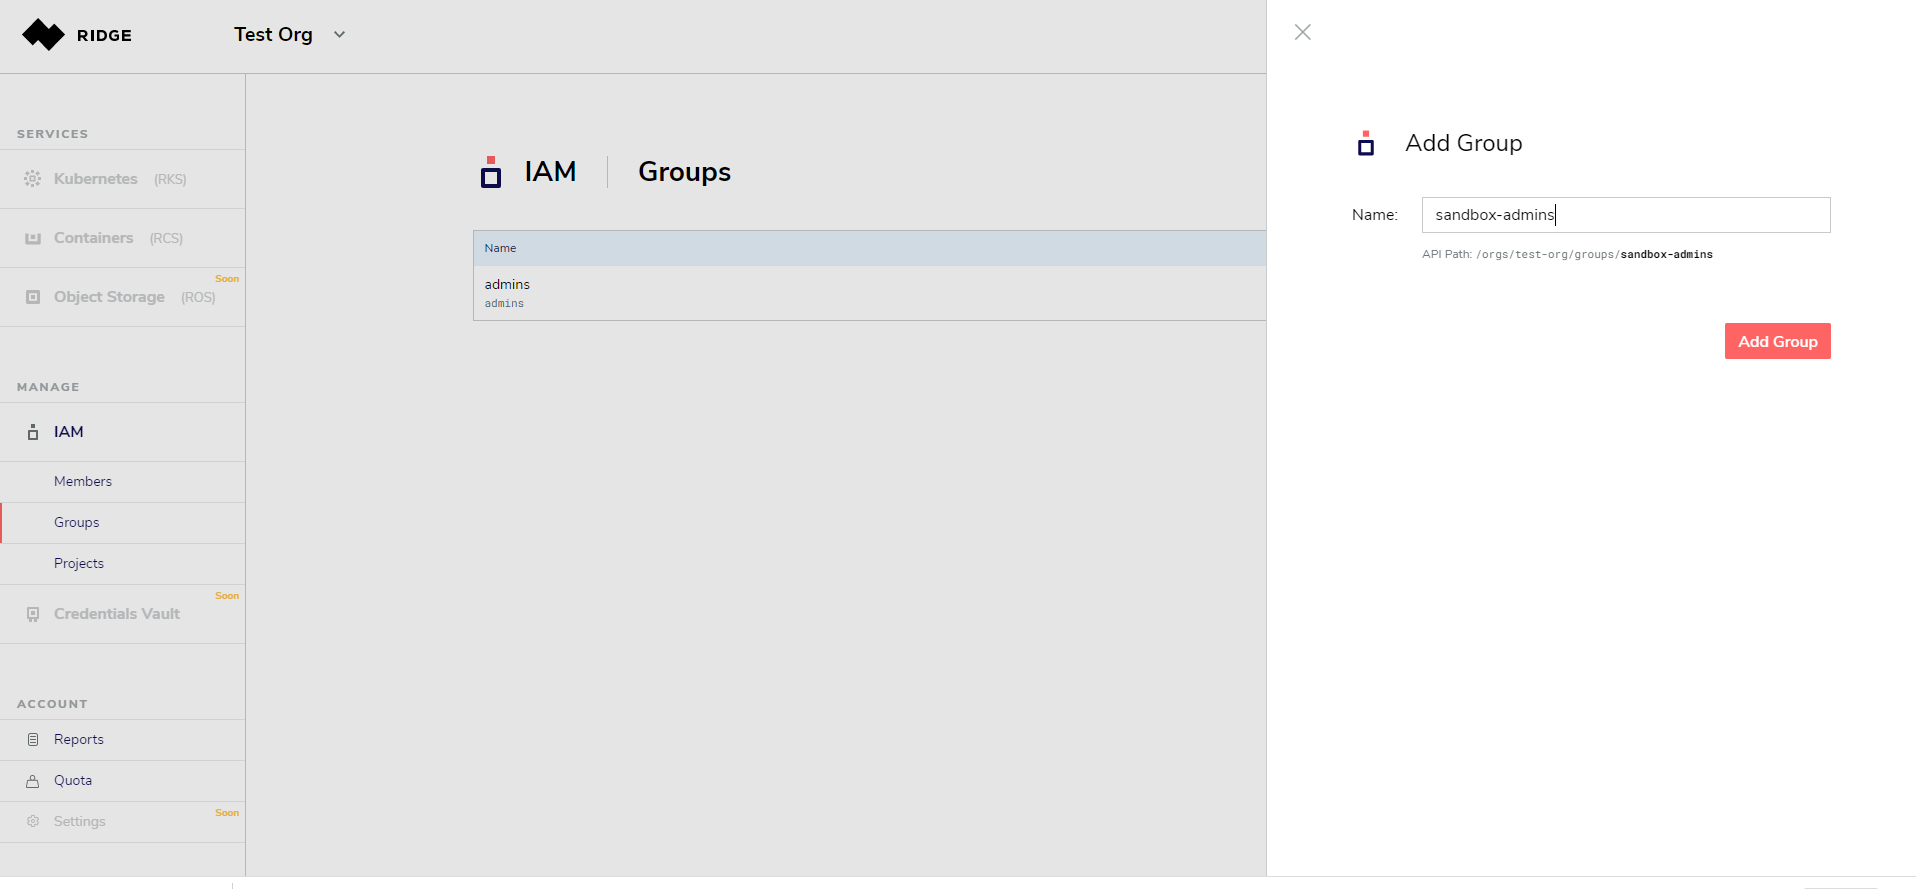 RIDGE
Test Org
SERVICES
Kubernetes (RKS)
Containers (RCS)
Soon
Object Storage (ROS)
MANAGE
IAM
Members
Groups
Projects
Soon
Credentials Vault
ACCOUNT
Reports
Quota
Soon
Settings
IAM
Groups
Name
admins
admins
Add Group
Name: sandbox-admins
API Path: /orgs/test-org/groups/sandbox-admins
Add Group